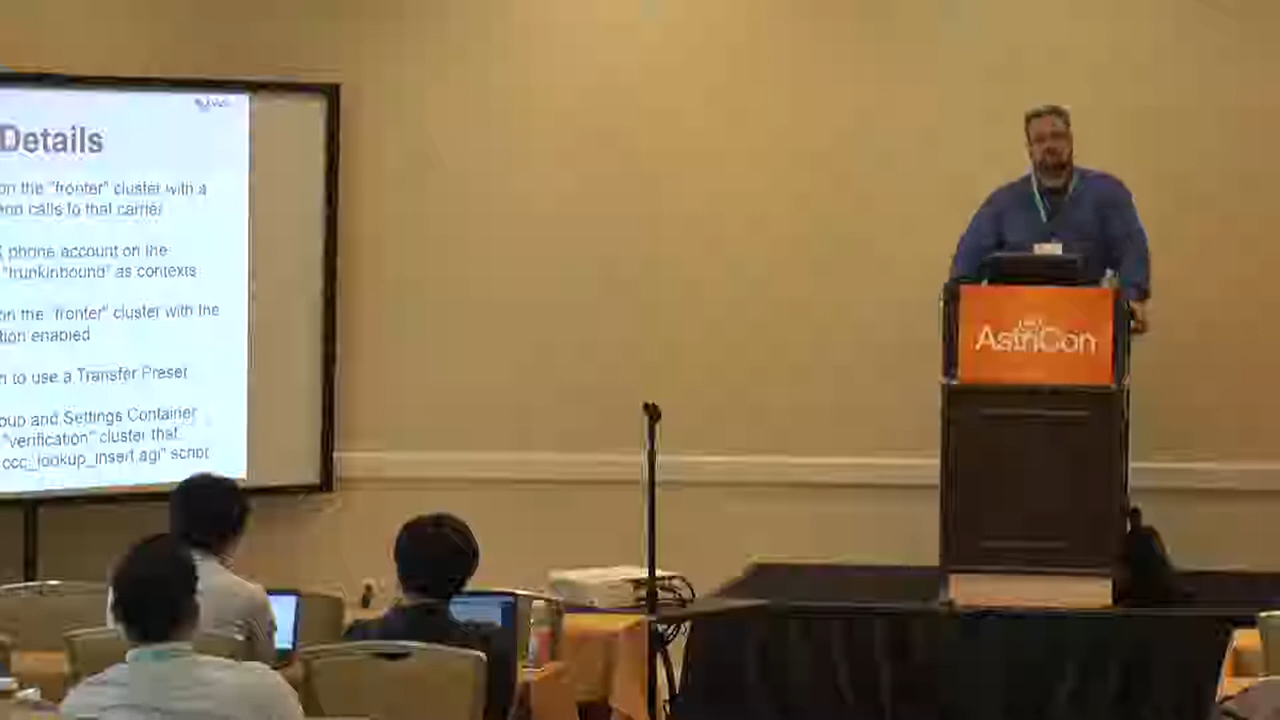 Details
on the "fronter" cluster with a
calls to that carrier
phone account on the
"trunkinbound" as contexts
on the "fronter" cluster with the
tion enabled
to use a Transfer Preset
oup and Settings Container
"verification" cluster that
ccc_lookup_insert.agi" script
AstriCon